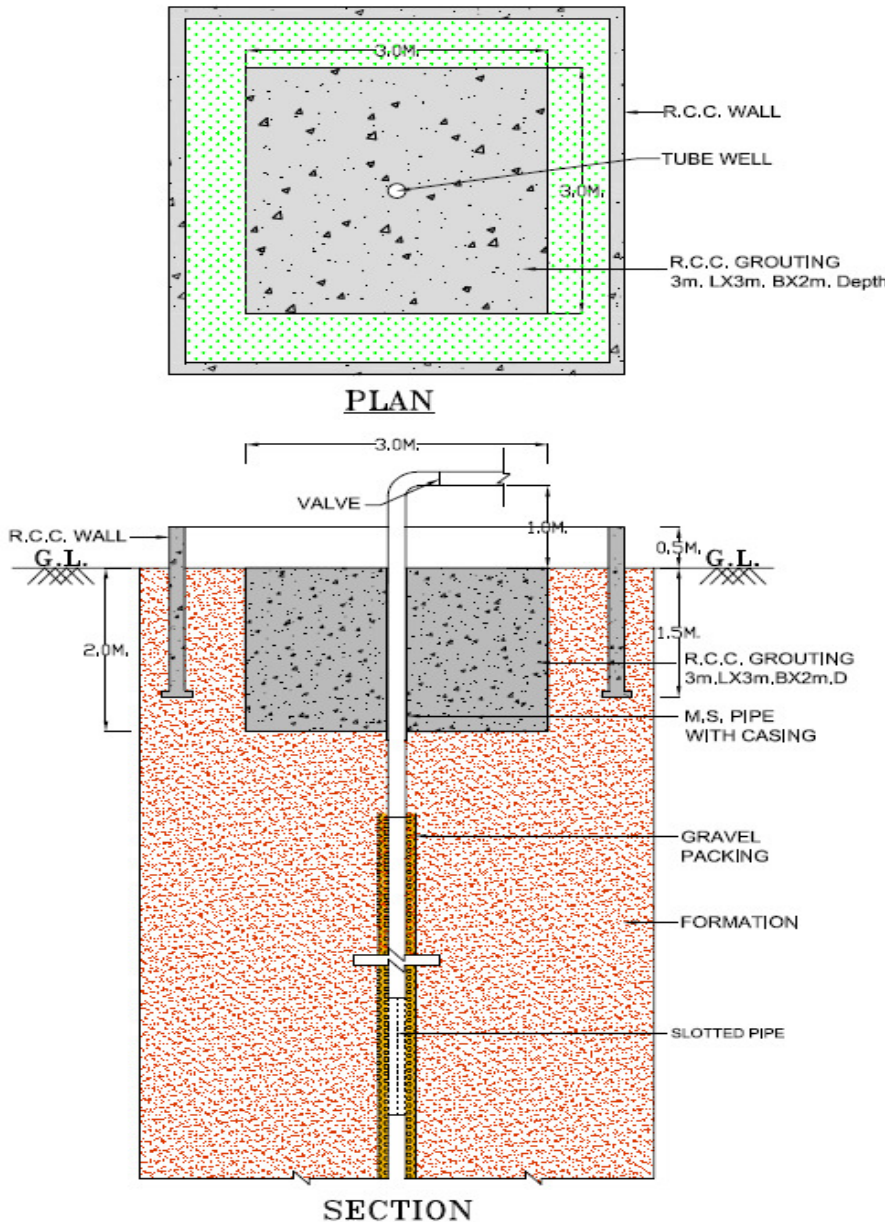 3.0M.
R.C.C. WALL
TUBE WELL
3.0M.
R.C.C. GROUTING
3m. LX3m. BX2m. Depth
PLAN
3.0M.
VALVE
1.0M.
R.C.C. WALL
0.5M.
G.L.
G.L.
2.0M.
1.5M.
R.C.C. GROUTING
3m.LX3m.BX2m.D
M.S. PIPE
WITH CASING
GRAVEL
PACKING
FORMATION
SLOTTED PIPE
SECTION